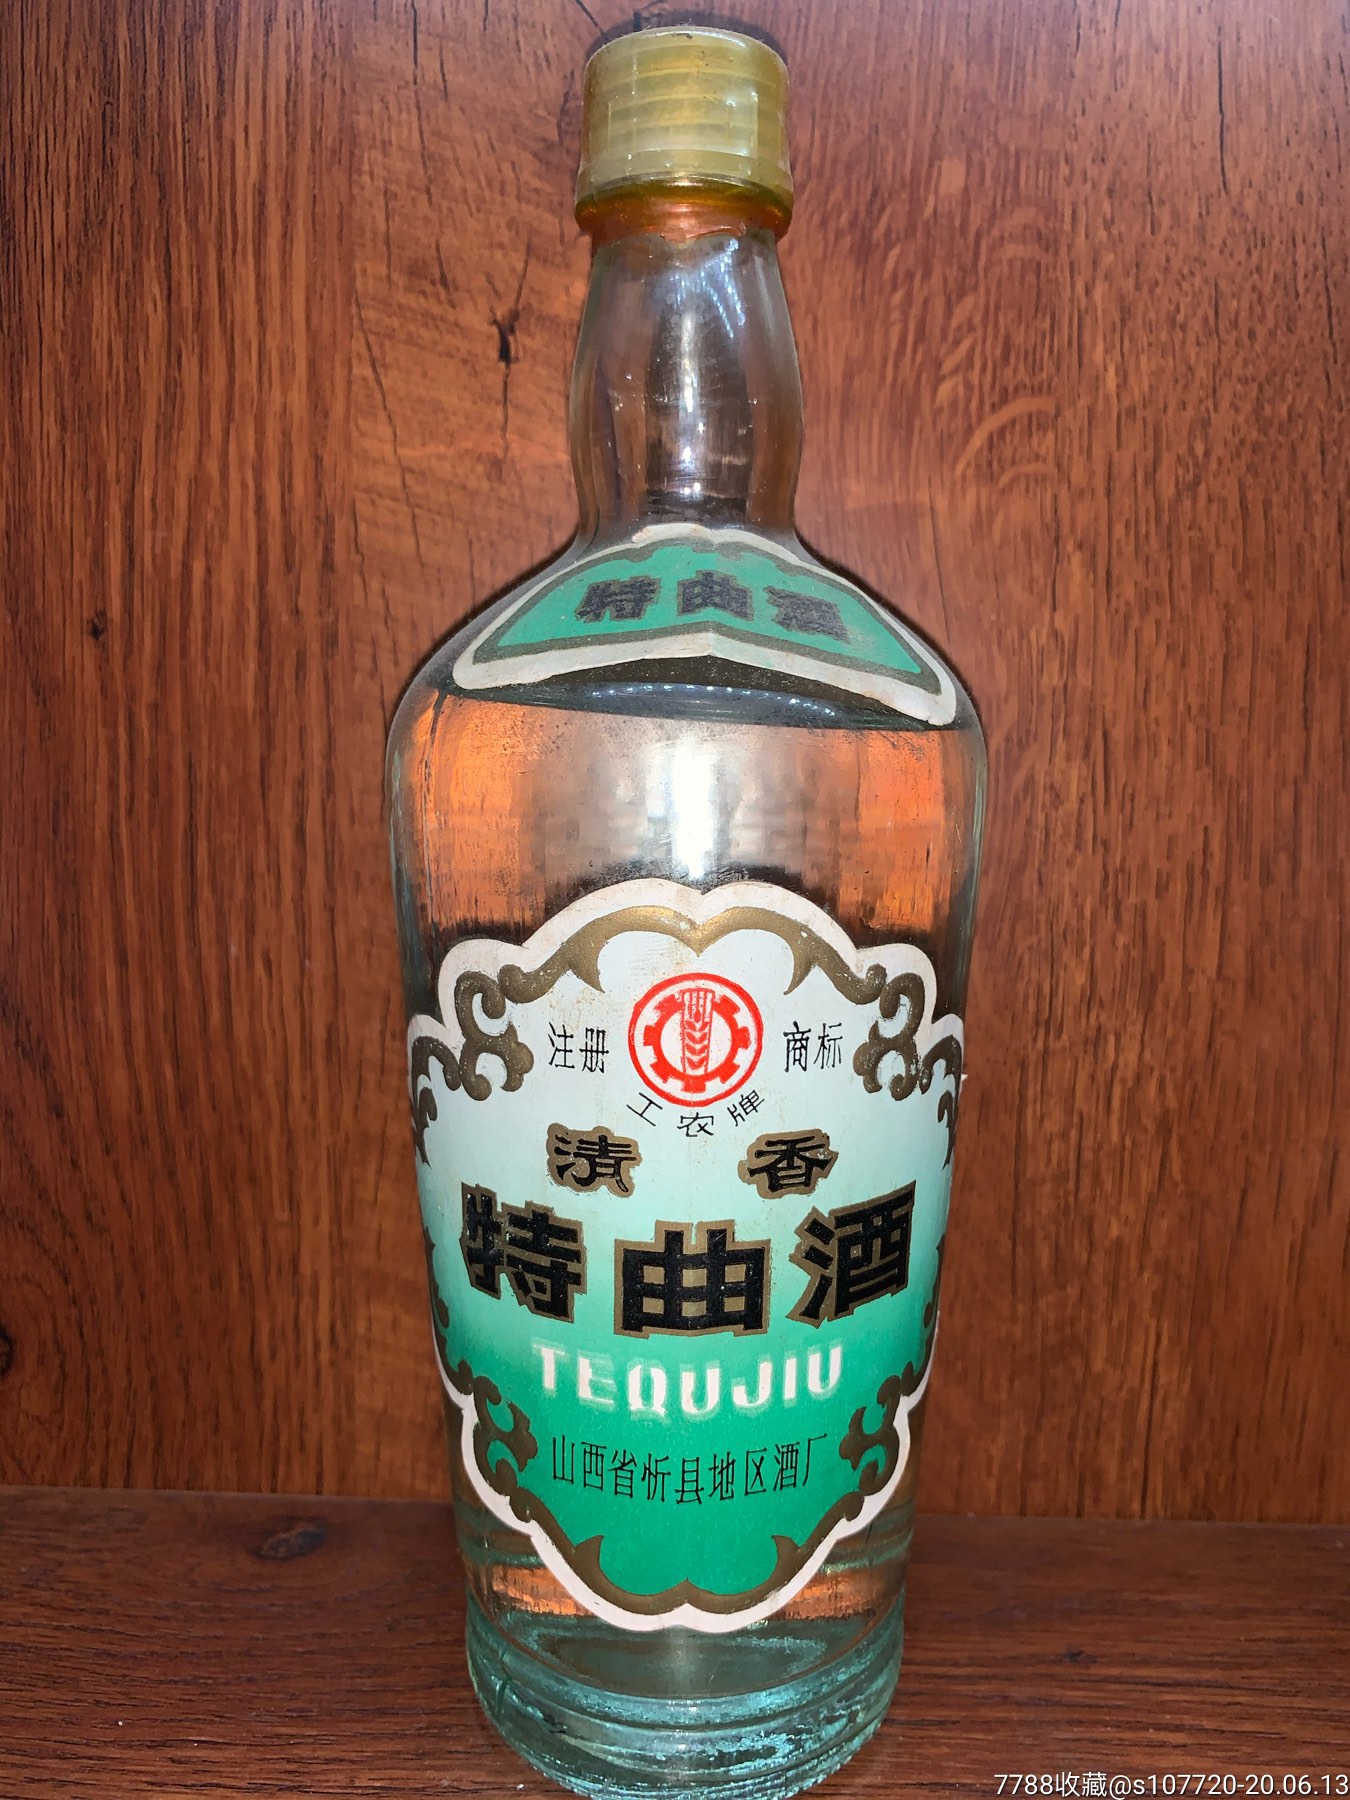 特曲酒
注册 商标
工农牌
清香
特曲酒
TEQUJIU
山西省忻县地区酒厂
7788收藏@s107720-20.06.13